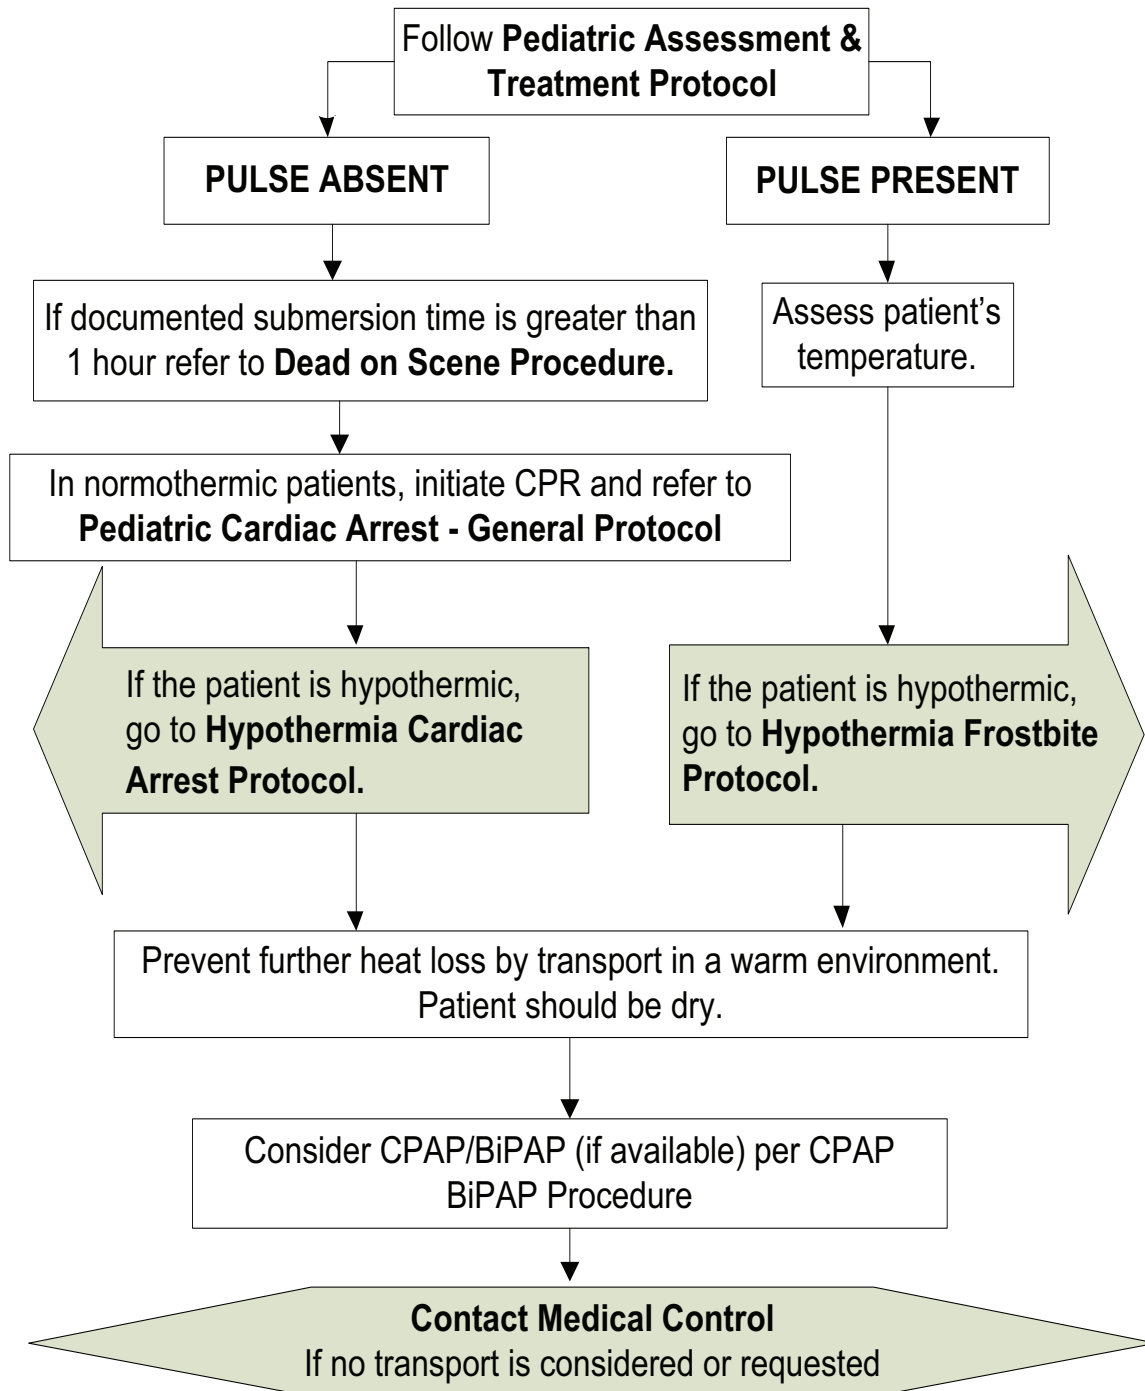 Follow Pediatric Assessment &
Treatment Protocol
PULSE ABSENT
PULSE PRESENT
If documented submersion time is greater than
1 hour refer to Dead on Scene Procedure.
Assess patient’s
temperature.
In normothermic patients, initiate CPR and refer to
Pediatric Cardiac Arrest - General Protocol
If the patient is hypothermic,
go to Hypothermia Cardiac
Arrest Protocol.
If the patient is hypothermic,
go to Hypothermia Frostbite
Protocol.
Prevent further heat loss by transport in a warm environment.
Patient should be dry.
Consider CPAP/BiPAP (if available) per CPAP
BiPAP Procedure
Contact Medical Control
If no transport is considered or requested